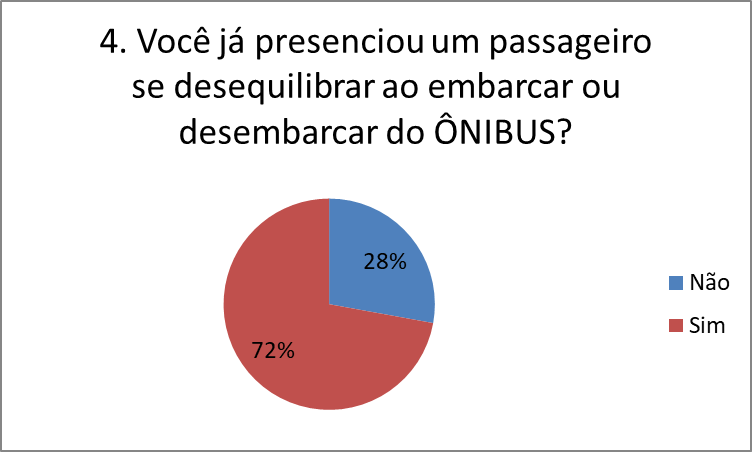 4. Você já presenciou um passageiro
se desequilibrar ao embarcar ou
desembarcar do ÔNIBUS?
28%
72%
Não
Sim